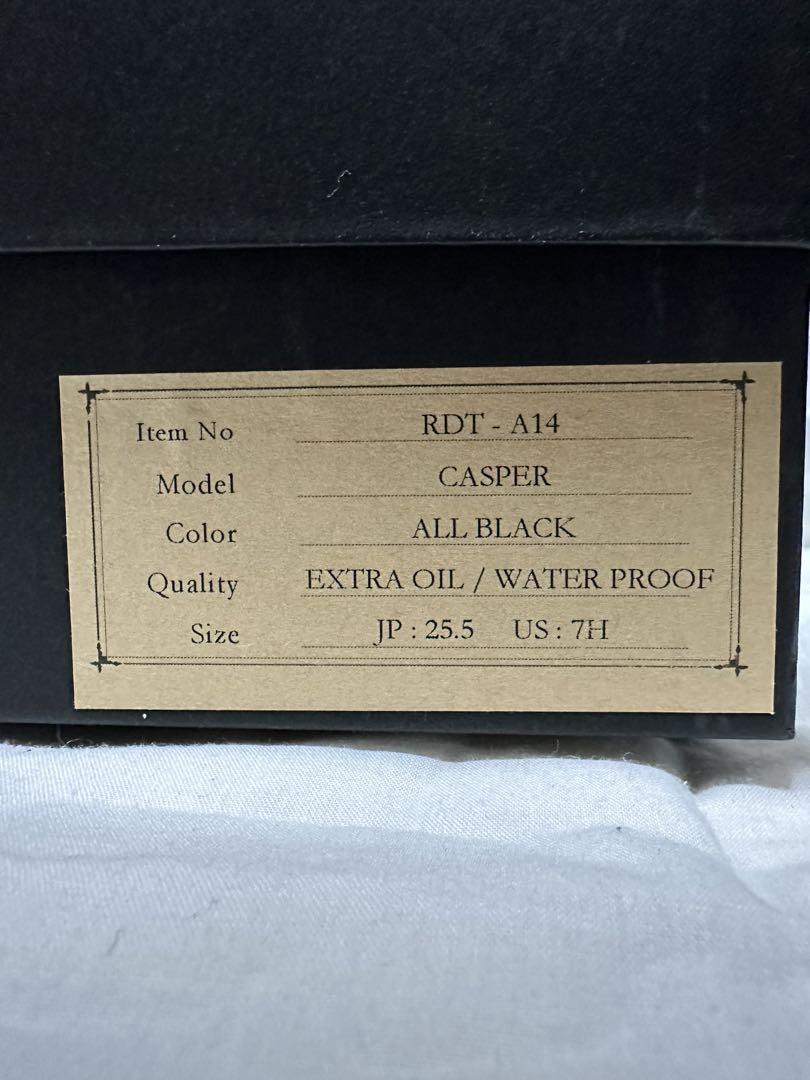 Item No RDT - A14
Model CASPER
Color ALL BLACK
Quality EXTRA OIL / WATER PROOF
Size JP : 25.5 US : 7H